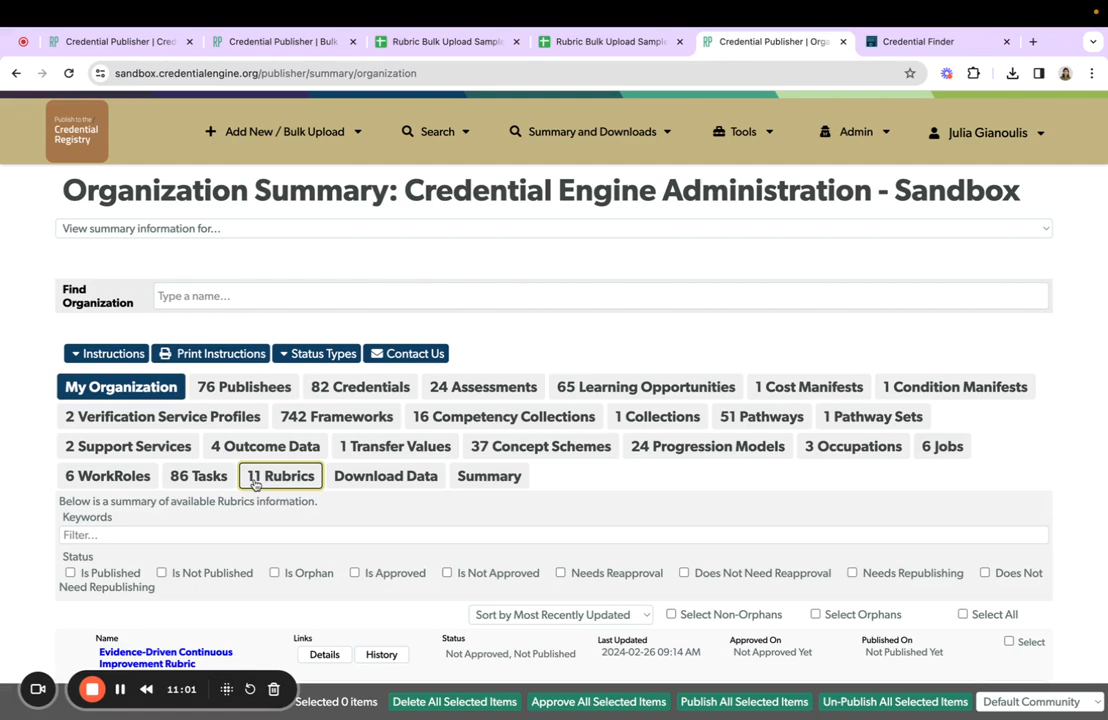 Credential Publisher | Cred
Credential Publisher | Bulk
Rubric Bulk Upload Sample
Rubric Bulk Upload Sample
Credential Publisher | Orga
Credential Finder
sandbox.credentialengine.org/publisher/summary/organization
Publish to the
Credential
Registry
Add New / Bulk Upload
Search
Summary and Downloads
Tools
Admin
Julia Gianoulis
Organization Summary: Credential Engine Administration - Sandbox
View summary information for...
Find
Organization
Type a name...
Instructions
Print Instructions
Status Types
Contact Us
My Organization
76 Publishees
82 Credentials
24 Assessments
65 Learning Opportunities
1 Cost Manifests
1 Condition Manifests
2 Verification Service Profiles
742 Frameworks
16 Competency Collections
1 Collections
51 Pathways
1 Pathway Sets
2 Support Services
4 Outcome Data
1 Transfer Values
37 Concept Schemes
24 Progression Models
3 Occupations
6 Jobs
6 WorkRoles
86 Tasks
11 Rubrics
Download Data
Summary
Below is a summary of available Rubrics information.
Keywords
Filter...
Status
Is Published
Is Not Published
Is Orphan
Is Approved
Is Not Approved
Needs Reapproval
Does Not Need Reapproval
Needs Republishing
Does Not
Need Republishing
Sort by Most Recently Updated
Select Non-Orphans
Select Orphans
Select All
Name
Links
Status
Last Updated
Approved On
Published On
Evidence-Driven Continuous
Improvement Rubric
Details
History
Not Approved, Not Published
2024-02-26 09:14 AM
Not Approved Yet
Not Published Yet
Select
11:01
Selected 0 items
Delete All Selected Items
Approve All Selected Items
Publish All Selected Items
Un-Publish All Selected Items
Default Community